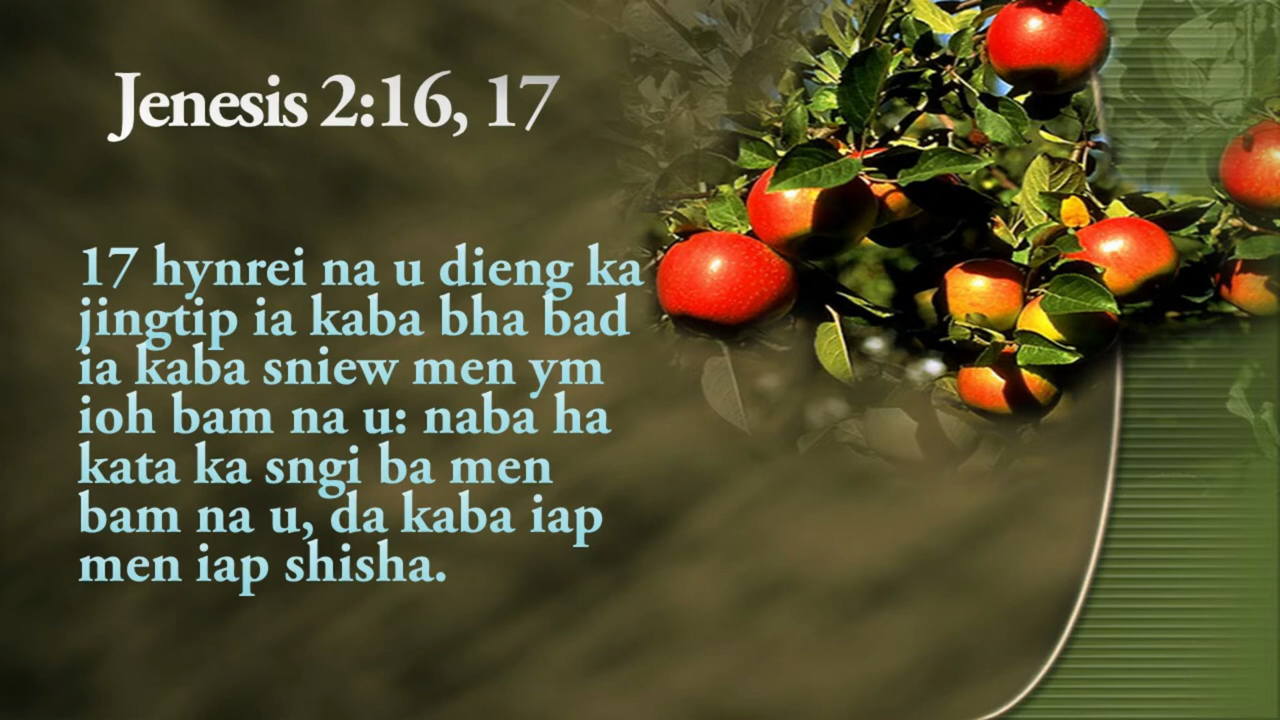 Jenesis 2:16, 17
17 hynrei na u dieng ka
jingtip ia kaba bha bad
ia kaba sniew men ym
ioh bam na u: naba ha
kata ka sngi ba men
bam na u, da kaba iap
men iap shisha.